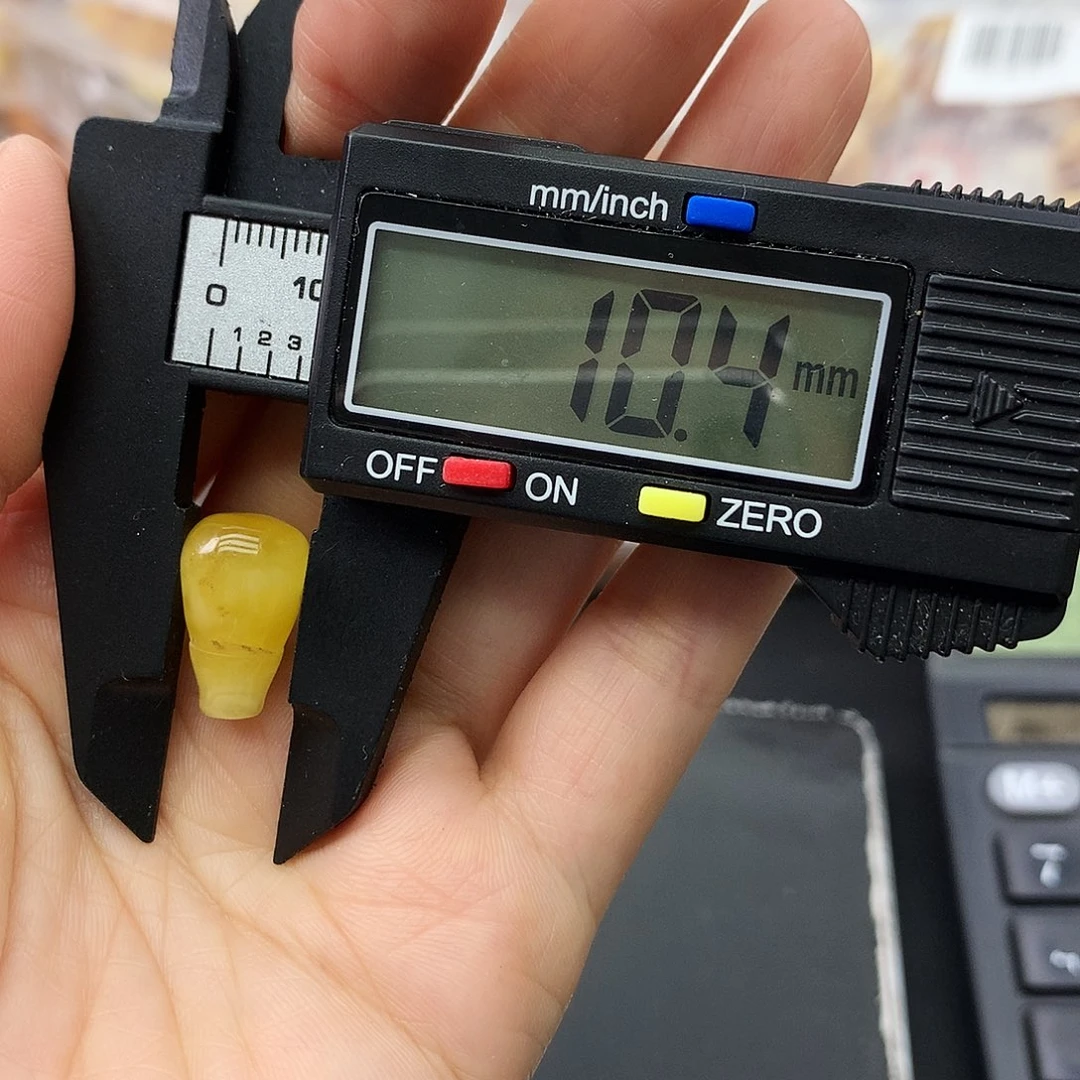 mm/inch
0 10
1 2 3
10.4 mm
OFF ON ZERO